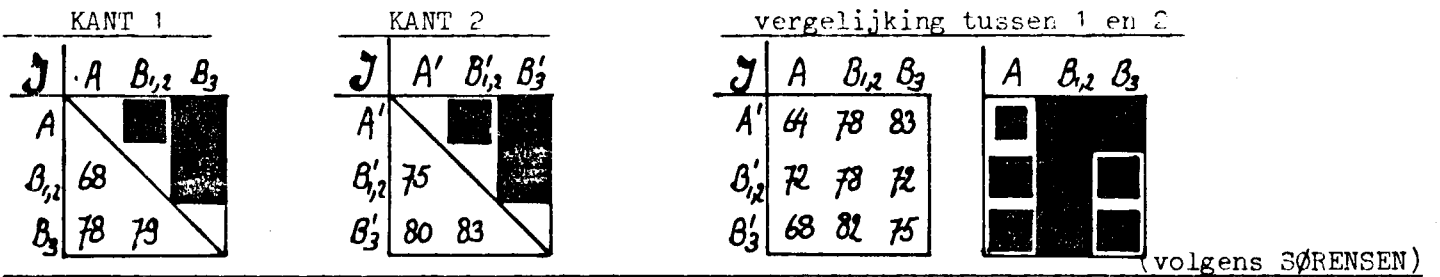 KANT 1 KANT 2 vergelijking tussen 1 en 2
J A B1,2 B3 J A' B'1,2 B'3 J A B1,2 B3 A B1,2 B3
A A' A' 64 78 83
B1,2 68 B'1,2 75 B'1,2 72 78 72
B3 78 79 B'3 80 83 B'3 68 82 75
(volgens SØRENSEN)